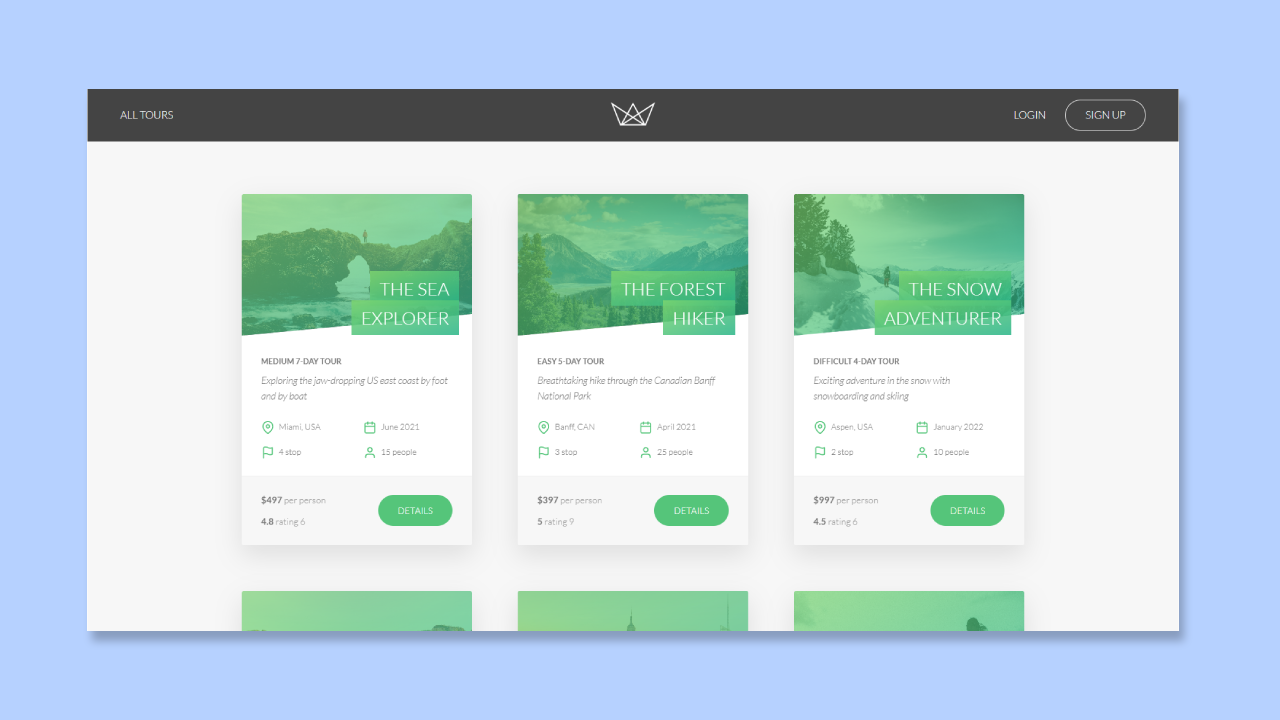 ALL TOURS
LOGIN
SIGN UP
THE SEA
EXPLORER
MEDIUM 7-DAY TOUR
Exploring the jaw-dropping US east coast by foot
and by boat
Miami, USA
June 2021
4 stop
15 people
$497 per person
4.8 rating 6
DETAILS
THE FOREST
HIKER
EASY 5-DAY TOUR
Breathtaking hike through the Canadian Banff
National Park
Banff, CAN
April 2021
3 stop
25 people
$397 per person
5 rating 9
DETAILS
THE SNOW
ADVENTURER
DIFFICULT 4-DAY TOUR
Exciting adventure in the snow with
snowboarding and skiing
Aspen, USA
January 2022
2 stop
10 people
$997 per person
4.5 rating 6
DETAILS